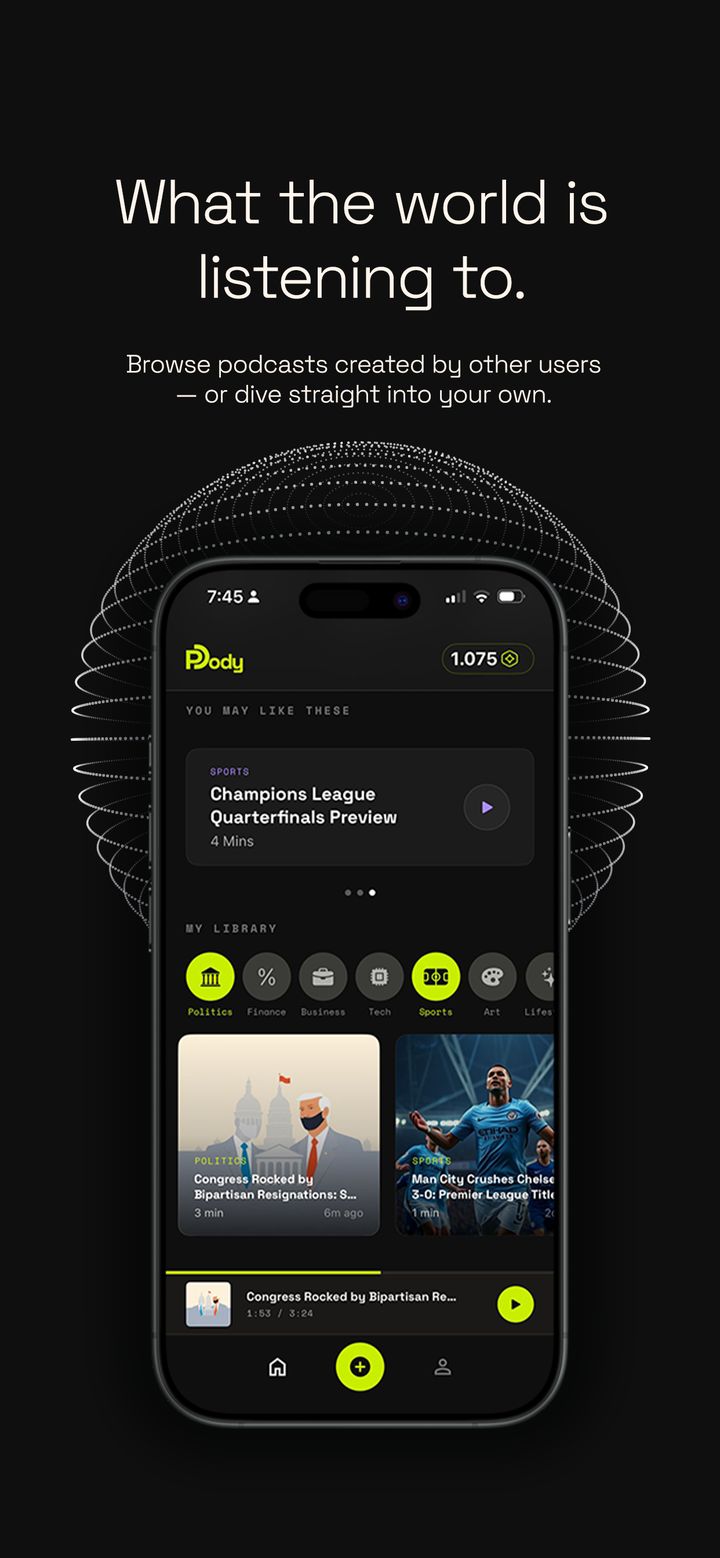 What the world is
listening to.
Browse podcasts created by other users
— or dive straight into your own.
7:45
Pody
1.075
YOU MAY LIKE THESE
SPORTS
Champions League
Quarterfinals Preview
4 Mins
MY LIBRARY
Politics Finance Business Tech Sports Art Lifes
POLITICS
Congress Rocked by
Bipartisan Resignations: S...
3 min 6m ago
ETIHAD
SPORTS
Man City Crushes Chelse
3-0: Premier League Title
1 min 2
Congress Rocked by Bipartisan Re...
1:53 / 3:24